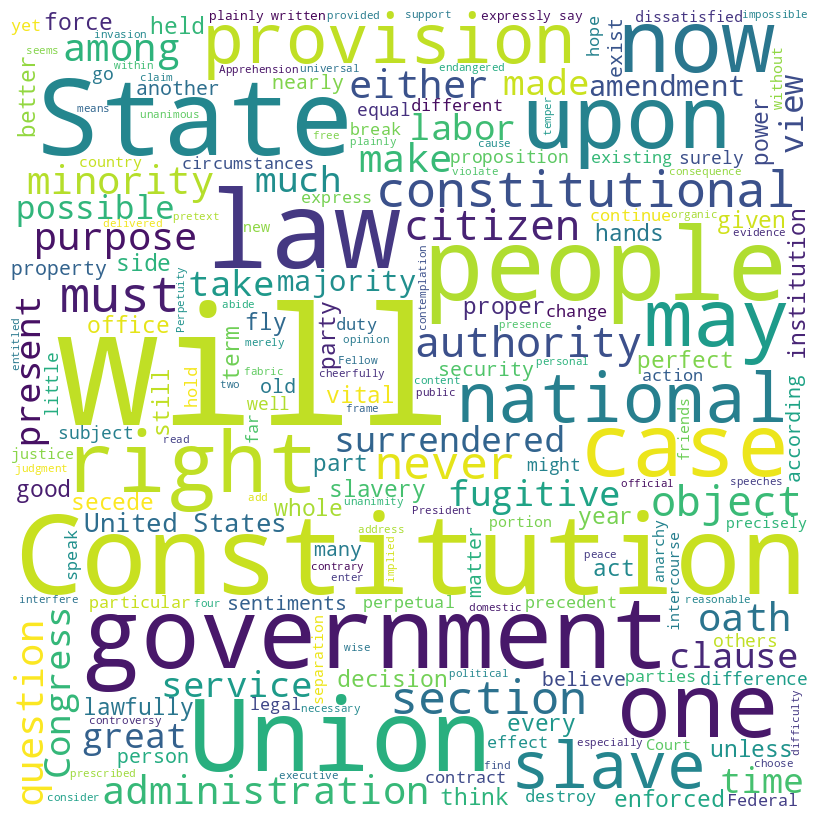 yet force held plainly written provided support expressly say dissatisfied impossible
seems invasion among provision hope exist now
within go Apprehension universal endangered
better claim another nearly either made amendment without view
means unanimous State equal different upon temper power
free plainly cause
country circumstances break labor proposition existing surely
minority much make violate consequence
possible pretext express constitutional continue organic given
delivered new law citizen hands evidence
purpose
property side take majority people institution
Perpetuity contemplation proper change
must abide may
present office fly duty party authority presence
entitled little term merely opinion security personal perfect
hold fabric Fellow content action
still two old cheerfully public national friends according
will well vital frame
subject far surrendered case
justice read right part never might
judgment good secede add whole slavery unanimity fugitive official object speeches
United States President portion year precisely
speak address implied
many matter act anarchy intercourse
Constitution contrary enter peace
interfere particular four sentiments perpetual domestic precedent reasonable
government one oath others
Congress separation wise clause
question service decision political believe parties difference
lawfully legal necessary section
great controversy Union every Court unless difficulty
person effect especially
prescribed executive contract find slave choose time
consider administration think destroy enforced Federal